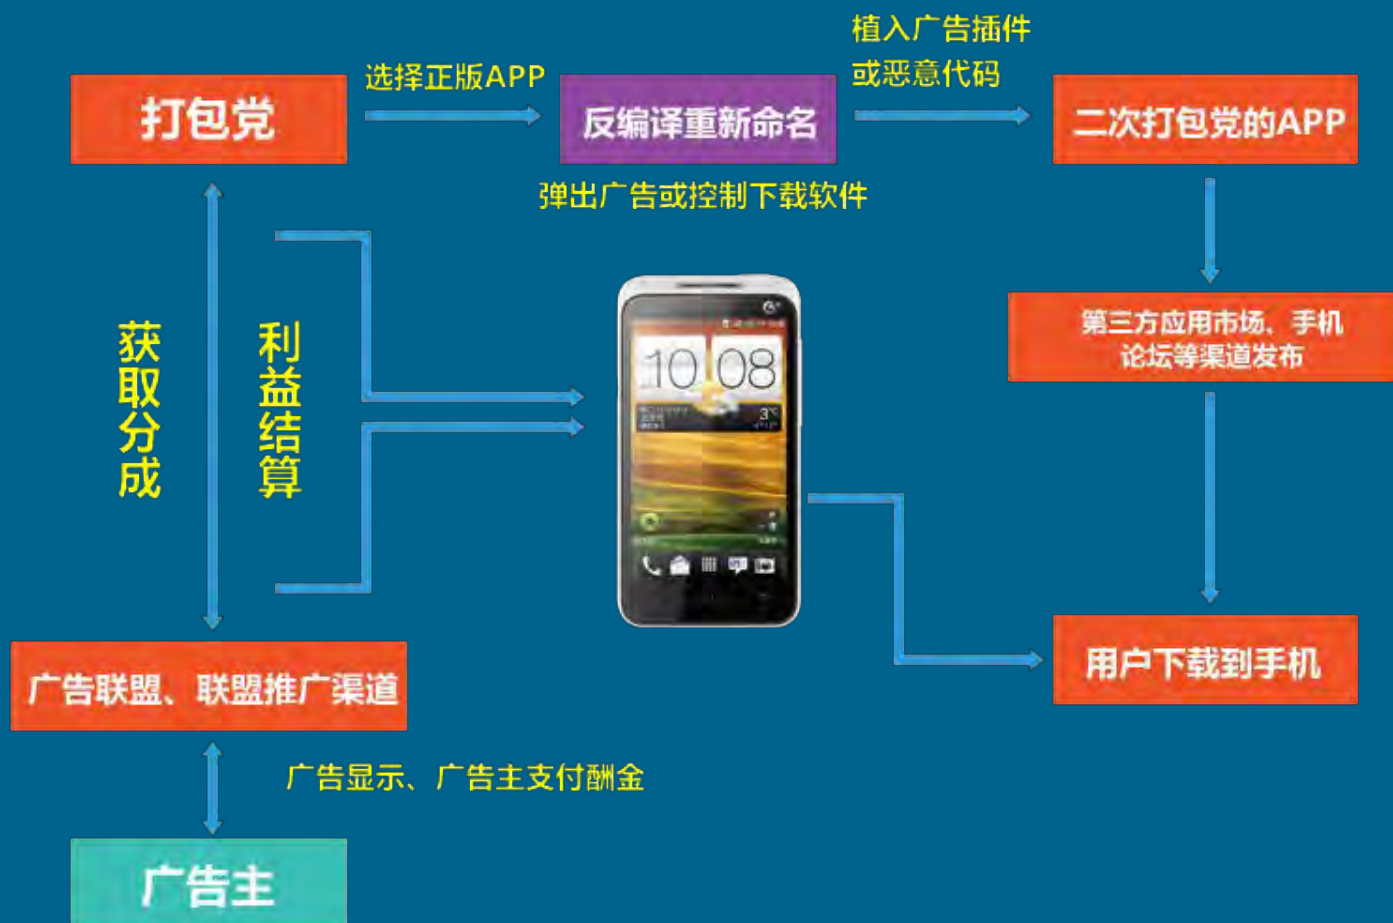 植入广告插件
或恶意代码
选择正版APP
打包党
反编译重新命名
二次打包党的APP
弹出广告或控制下载软件
第三方应用市场、手机
论坛等渠道发布
获取分成
利益结算
10 08
3°
用户下载到手机
广告联盟、联盟推广渠道
广告显示、广告主支付酬金
广告主